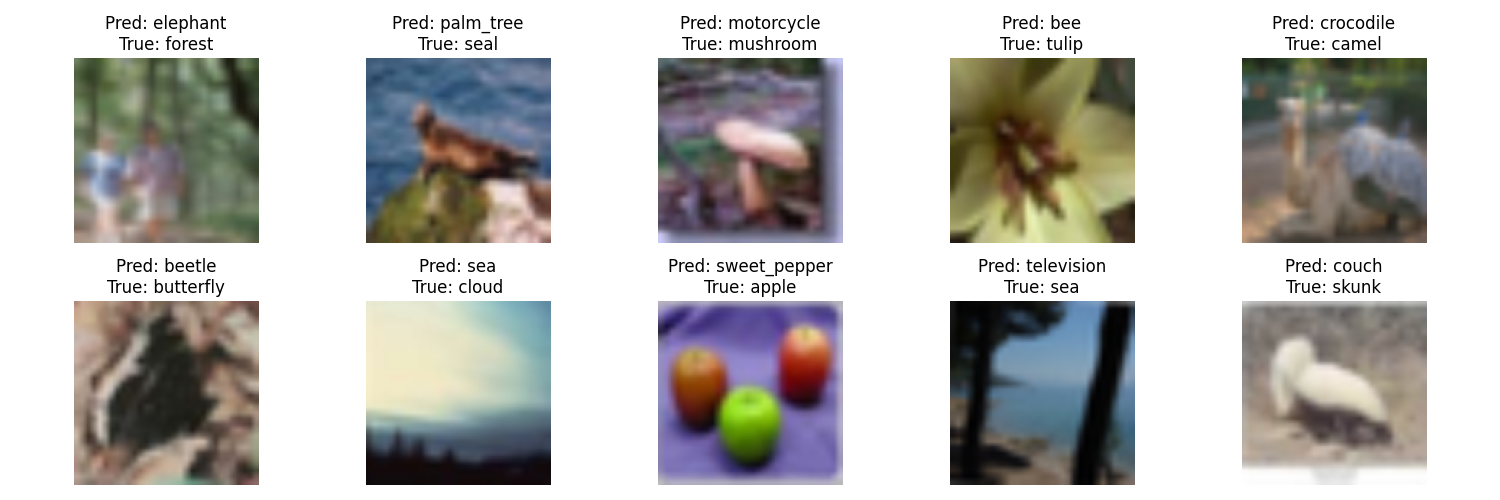 Pred: elephant
True: forest
Pred: palm_tree
True: seal
Pred: motorcycle
True: mushroom
Pred: bee
True: tulip
Pred: crocodile
True: camel
Pred: beetle
True: butterfly
Pred: sea
True: cloud
Pred: sweet_pepper
True: apple
Pred: television
True: sea
Pred: couch
True: skunk